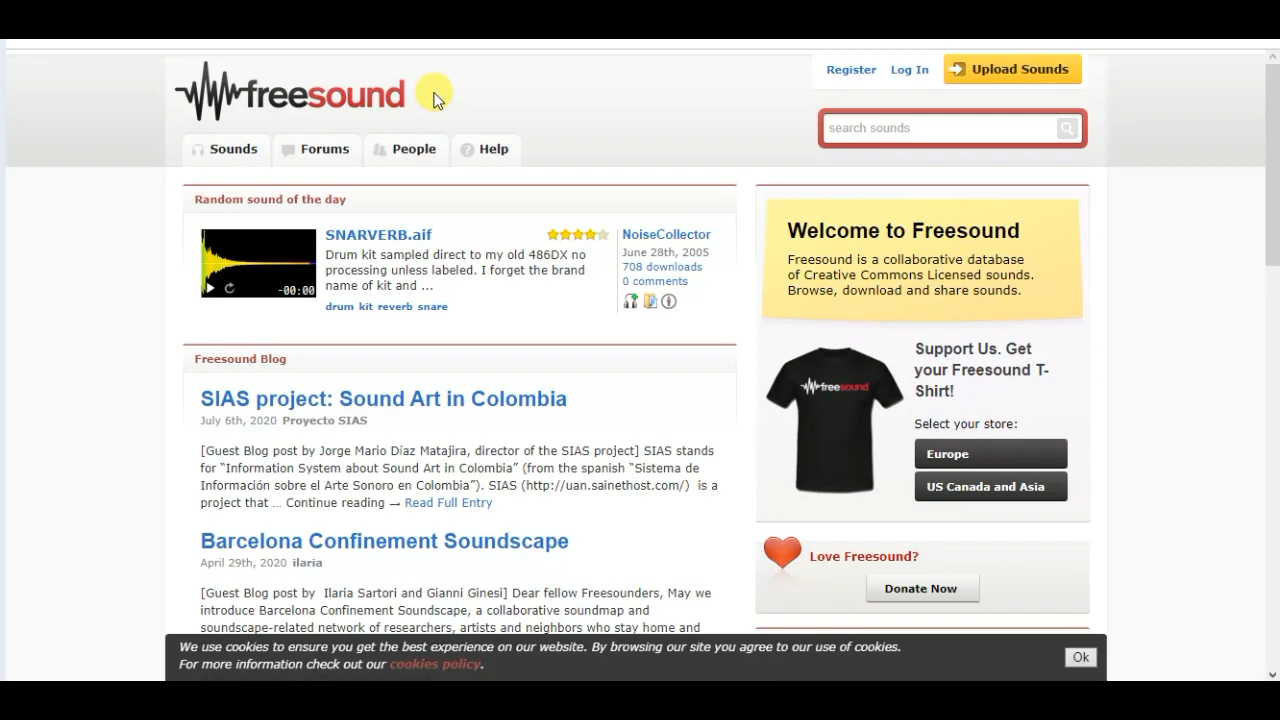 freesound
Register Log In Upload Sounds
search sounds
Sounds Forums People Help
Random sound of the day
SNARVERB.aif
Drum kit sampled direct to my old 486DX no
processing unless labeled. I forget the brand
name of kit and ...
drum kit reverb snare
-00:00
NoiseCollector
June 28th, 2005
708 downloads
0 comments
Freesound Blog
SIAS project: Sound Art in Colombia
July 6th, 2020 Proyecto SIAS
[Guest Blog post by Jorge Mario Díaz Matajira, director of the SIAS project] SIAS stands
for “Information System about Sound Art in Colombia” (from the spanish “Sistema de
Información sobre el Arte Sonoro en Colombia”). SIAS (http://uan.sainethost.com/) is a
project that ... Continue reading → Read Full Entry
Barcelona Confinement Soundscape
April 29th, 2020 ilaria
[Guest Blog post by Ilaria Sartori and Gianni Ginesi] Dear fellow Freesounders, May we
introduce Barcelona Confinement Soundscape, a collaborative soundmap and
soundscape-related network of researchers, artists and neighbors who stay home and
Welcome to Freesound
Freesound is a collaborative database
of Creative Commons Licensed sounds.
Browse, download and share sounds.
freesound
Support Us. Get
your Freesound T-
Shirt!
Select your store:
Europe
US Canada and Asia
Love Freesound?
Donate Now
We use cookies to ensure you get the best experience on our website. By browsing our site you agree to our use of cookies.
For more information check out our cookies policy.
Ok